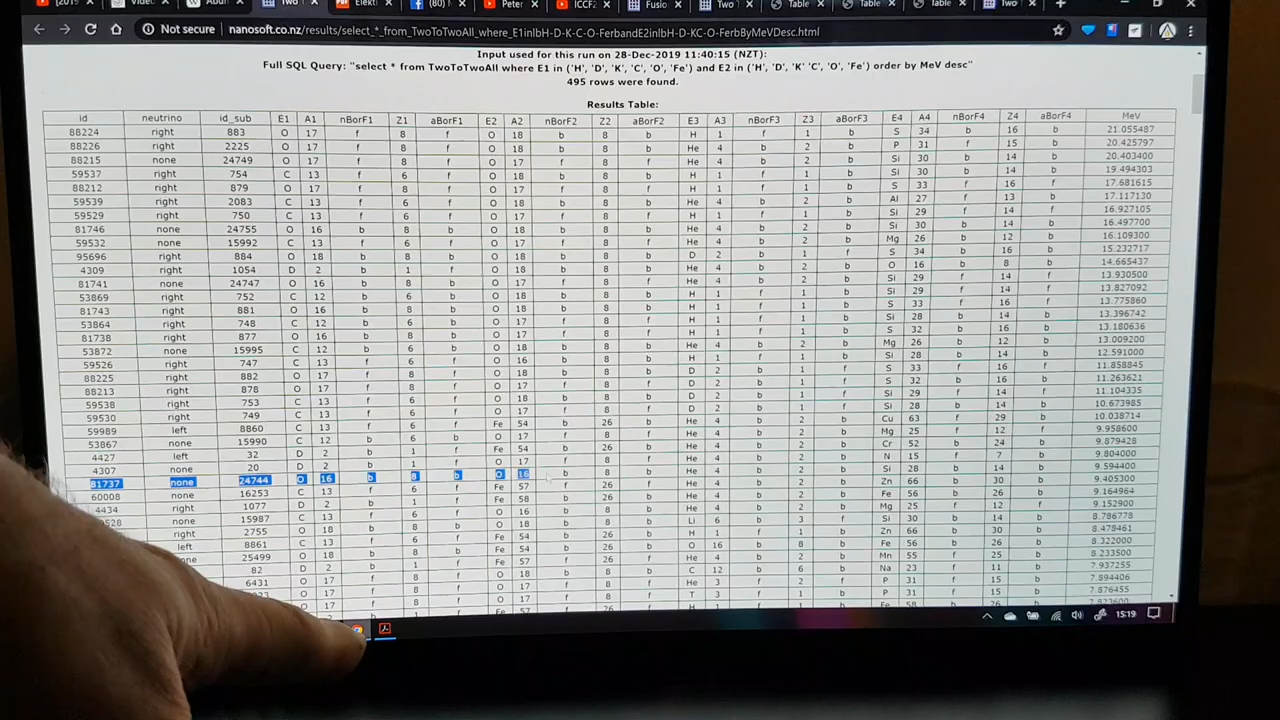 [2019
Video
Abun
Two T
Elekt
(80) N
Peter
ICCF2
Fusio
Two T
Table
Table
Table
Two T
Not secure | nanosoft.co.nz/results/select_*_from_TwoToTwoAll_where_E1inlbH-D-K-C-O-FerbandE2inlbH-D-KC-O-FerbByMeVDesc.html
Input used for this run on 28-Dec-2019 11:40:15 (NZT):
Full SQL Query: "select * from TwoToTwoAll where E1 in ('H', 'D', 'K', 'C', 'O', 'Fe') and E2 in ('H', 'D', 'K' 'C', 'O', 'Fe') order by MeV desc"
495 rows were found.
Results Table:
id neutrino id_sub E1 A1 nBorF1 Z1 aBorF1 E2 A2 nBorF2 Z2 aBorF2 E3 A3 nBorF3 Z3 aBorF3 E4 A4 nBorF4 Z4 aBorF4 MeV
88224 right 883 O 17 f 8 f O 18 b 8 b H 1 f 1 b S 34 b 16 b 21.055487
88226 right 2225 O 17 f 8 f O 18 b 8 b He 4 b 2 b P 31 f 15 b 20.425797
88215 none 24749 O 17 f 8 f O 17 f 8 f He 4 b 2 b Si 30 b 14 b 20.403400
59537 right 754 C 13 f 6 f O 18 b 8 b H 1 f 1 b Si 30 b 14 b 19.494303
88212 right 879 O 17 f 8 f O 17 f 8 f H 1 f 1 b S 33 f 16 f 17.681615
59539 right 2083 C 13 f 6 f O 18 b 8 b He 4 b 2 b Al 27 f 13 b 17.117130
59529 right 750 C 13 f 6 f O 17 f 8 f H 1 f 1 b Si 29 f 14 f 16.927105
81746 none 24755 O 16 b 8 b O 18 b 8 b He 4 b 2 b Si 30 b 14 b 16.497700
59532 none 15992 C 13 f 6 f O 17 f 8 f He 4 b 2 b Mg 26 b 12 b 16.109300
95696 right 884 O 18 b 8 b O 18 b 8 b D 2 b 1 f S 34 b 16 b 15.232717
4309 right 1054 D 2 b 1 f O 18 b 8 b He 4 b 2 b O 16 b 8 b 14.665437
81741 none 24747 O 16 b 8 b O 17 f 8 f He 4 b 2 b Si 29 f 14 f 13.930500
53869 right 752 C 12 b 6 b O 18 b 8 b H 1 f 1 b Si 29 f 14 f 13.827092
81743 right 881 O 16 b 8 b O 18 b 8 b H 1 f 1 b S 33 f 16 f 13.775860
53864 right 748 C 12 b 6 b O 17 f 8 f H 1 f 1 b Si 28 b 14 b 13.396742
81738 right 877 O 16 b 8 b O 17 f 8 f H 1 f 1 b S 32 b 16 b 13.180636
53872 none 15995 C 12 b 6 b O 18 b 8 b He 4 b 2 b Mg 26 b 12 b 13.009200
59526 right 747 C 13 f 6 f O 16 b 8 b H 1 f 1 b Si 28 b 14 b 12.591000
88225 right 882 O 17 f 8 f O 18 b 8 b D 2 b 1 f S 33 f 16 f 11.858845
88213 right 878 O 17 f 8 f O 17 f 8 f D 2 b 1 f S 32 b 16 b 11.263621
59538 right 753 C 13 f 6 f O 18 b 8 b D 2 b 1 f Si 29 f 14 f 11.104335
59530 right 749 C 13 f 6 f O 17 f 8 f D 2 b 1 f Si 28 b 14 b 10.673985
59989 left 8860 C 13 f 6 f Fe 54 b 26 b He 4 b 2 b Cu 63 f 29 b 10.038714
53867 none 15990 C 12 b 6 b O 17 f 8 f He 4 b 2 b Mg 25 f 12 f 9.958600
4427 left 32 D 2 b 1 f Fe 54 b 26 b He 4 b 2 b Cr 52 b 24 b 9.879428
4307 none 20 D 2 b 1 f O 17 f 8 f He 4 b 2 b N 15 f 7 b 9.804000
81737 none 24744 O 16 b 8 b O 16 b 8 b He 4 b 2 b Si 28 b 14 b 9.594400
60008 none 16253 C 13 f 6 f Fe 57 f 26 f He 4 b 2 b Zn 66 b 30 b 9.405300
4434 right 1077 D 2 b 1 f Fe 58 b 26 b He 4 b 2 b Fe 56 b 26 b 9.164964
9528 none 15987 C 13 f 6 f O 16 b 8 b He 4 b 2 b Mg 25 f 12 f 9.152900
right 2755 O 18 b 8 b O 18 b 8 b Li 6 b 3 f Si 30 b 14 b 8.786778
left 8861 C 13 f 6 f Fe 54 b 26 b H 1 f 1 b Zn 66 b 30 b 8.478461
25499 O 18 b 8 b Fe 54 b 26 b O 16 b 8 b Fe 56 b 26 b 8.322000
82 D 2 b 1 f Fe 57 f 26 f He 4 b 2 b Mn 55 f 25 b 8.233500
6431 O 17 f 8 f O 18 b 8 b C 12 b 6 b Na 23 f 11 b 7.937255
O 17 f 8 f O 17 f 8 f He 3 f 2 P 31 f 15 b 7.894406
O 17 f 8 f O 17 f 8 f T 3 f 1 b P 31 f 15 b 7.876455
15:19